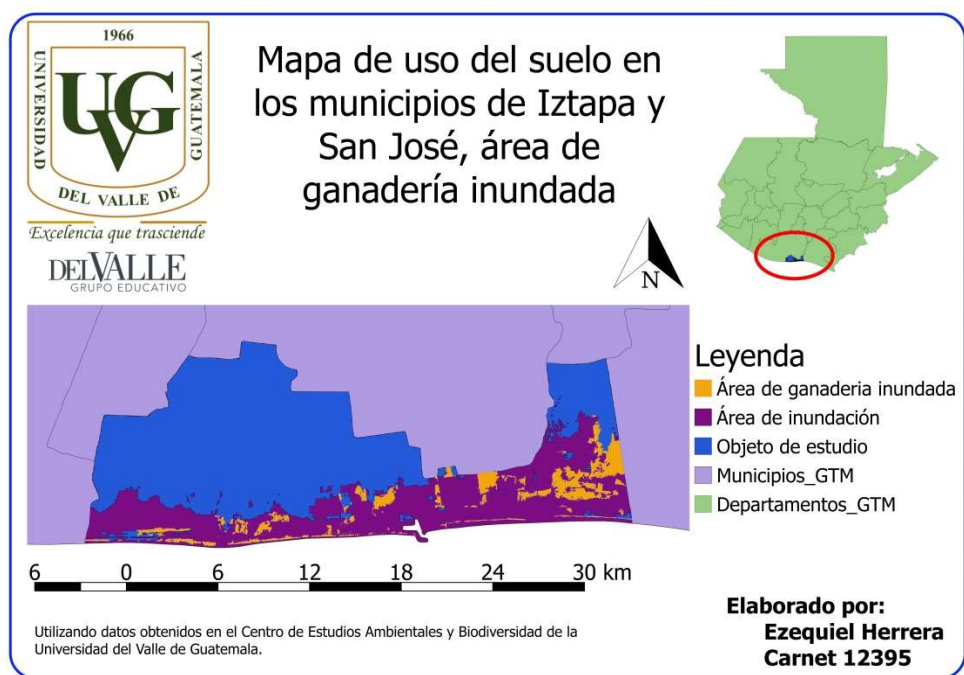 1966
UNIVERSIDAD
UVG
GUATEMALA
DEL VALLE DE
Excelencia que trasciende
DELVALLE
GRUPO EDUCATIVO
Mapa de uso del suelo en
los municipios de Iztapa y
San José, área de
ganadería inundada
N
Leyenda
Área de ganaderia inundada
Área de inundación
Objeto de estudio
Municipios_GTM
Departamentos_GTM
6 0 6 12 18 24 30 km
Utilizando datos obtenidos en el Centro de Estudios Ambientales y Biodiversidad de la
Universidad del Valle de Guatemala.
Elaborado por:
Ezequiel Herrera
Carnet 12395